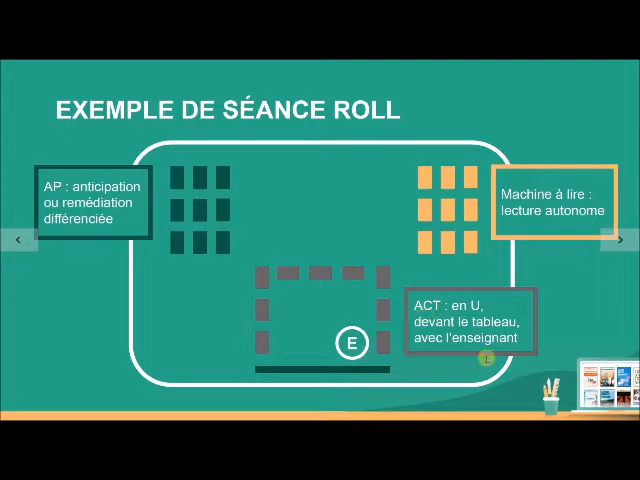 EXEMPLE DE SÉANCE ROLL
AP : anticipation
ou remédiation
différenciée
Machine à lire :
lecture autonome
ACT : en U,
devant le tableau,
avec l'enseignant
E